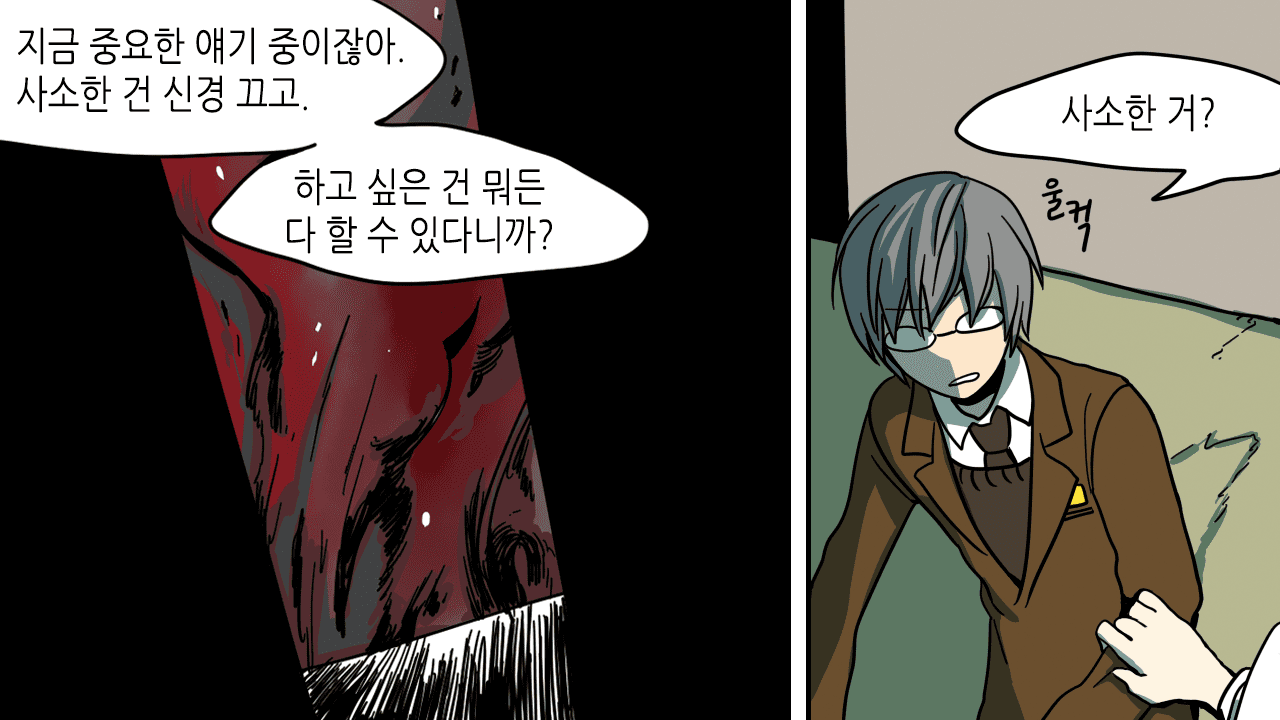 지금 중요한 얘기 중이잖아.
사소한 건 신경 끄고.
하고 싶은 건 뭐든
다 할 수 있다니까?
사소한 거?
울컥